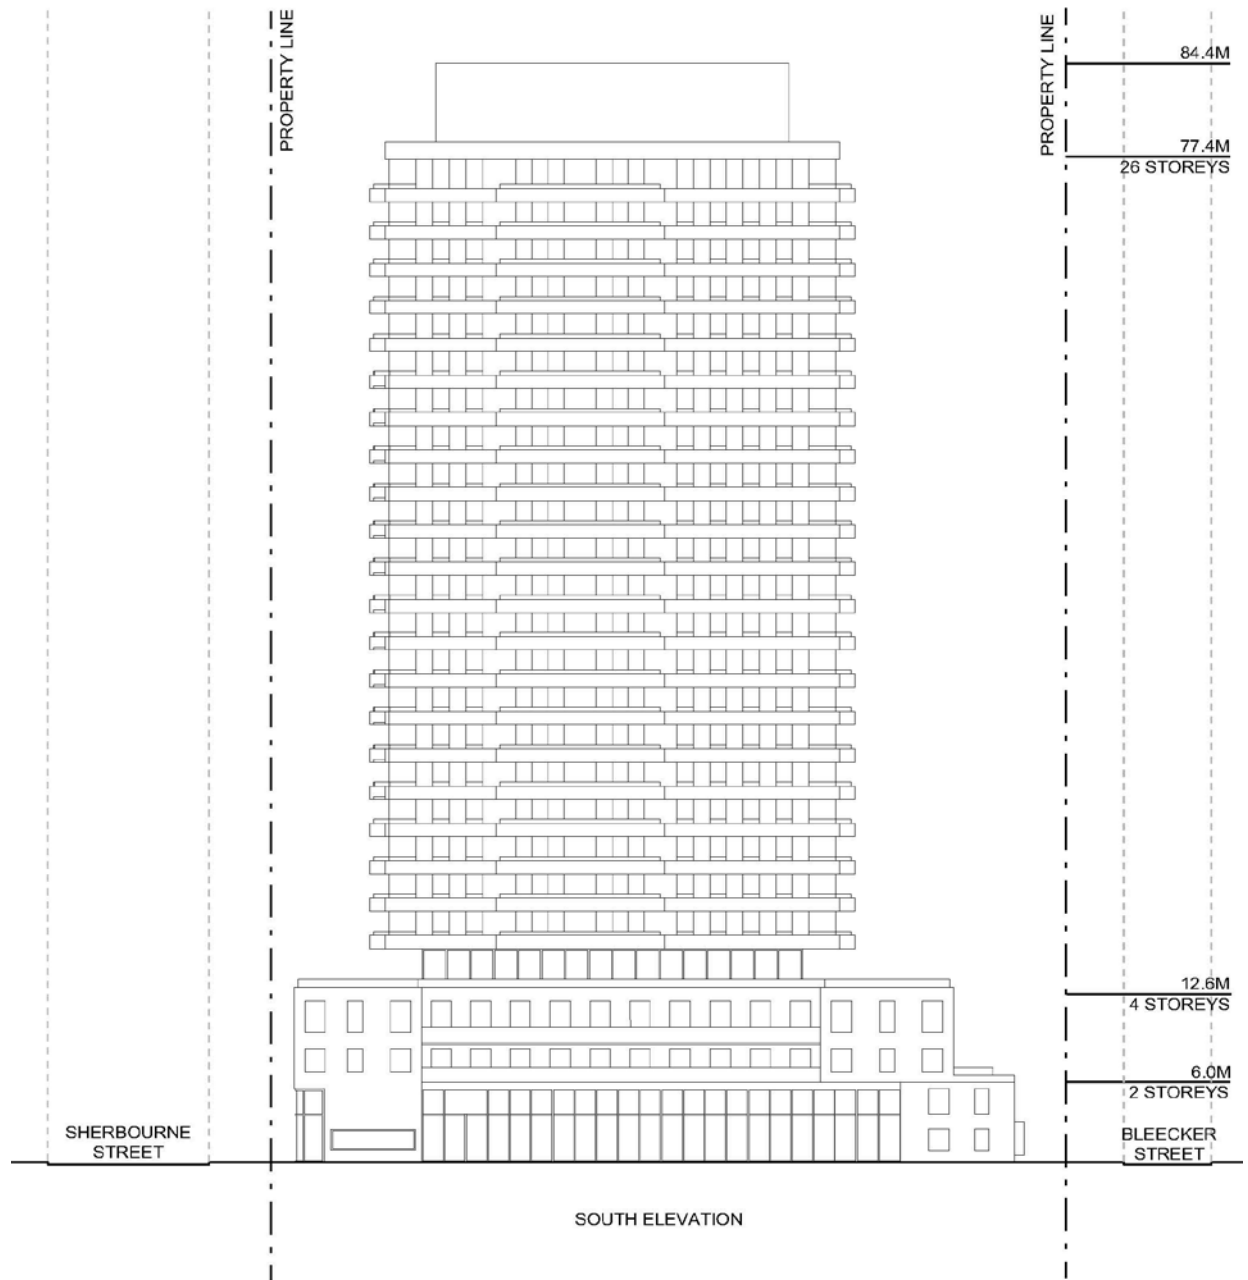 PROPERTY LINE
PROPERTY LINE
84.4M
77.4M
26 STOREYS
12.6M
4 STOREYS
6.0M
2 STOREYS
SHERBOURNE
STREET
BLEECKER
STREET
SOUTH ELEVATION